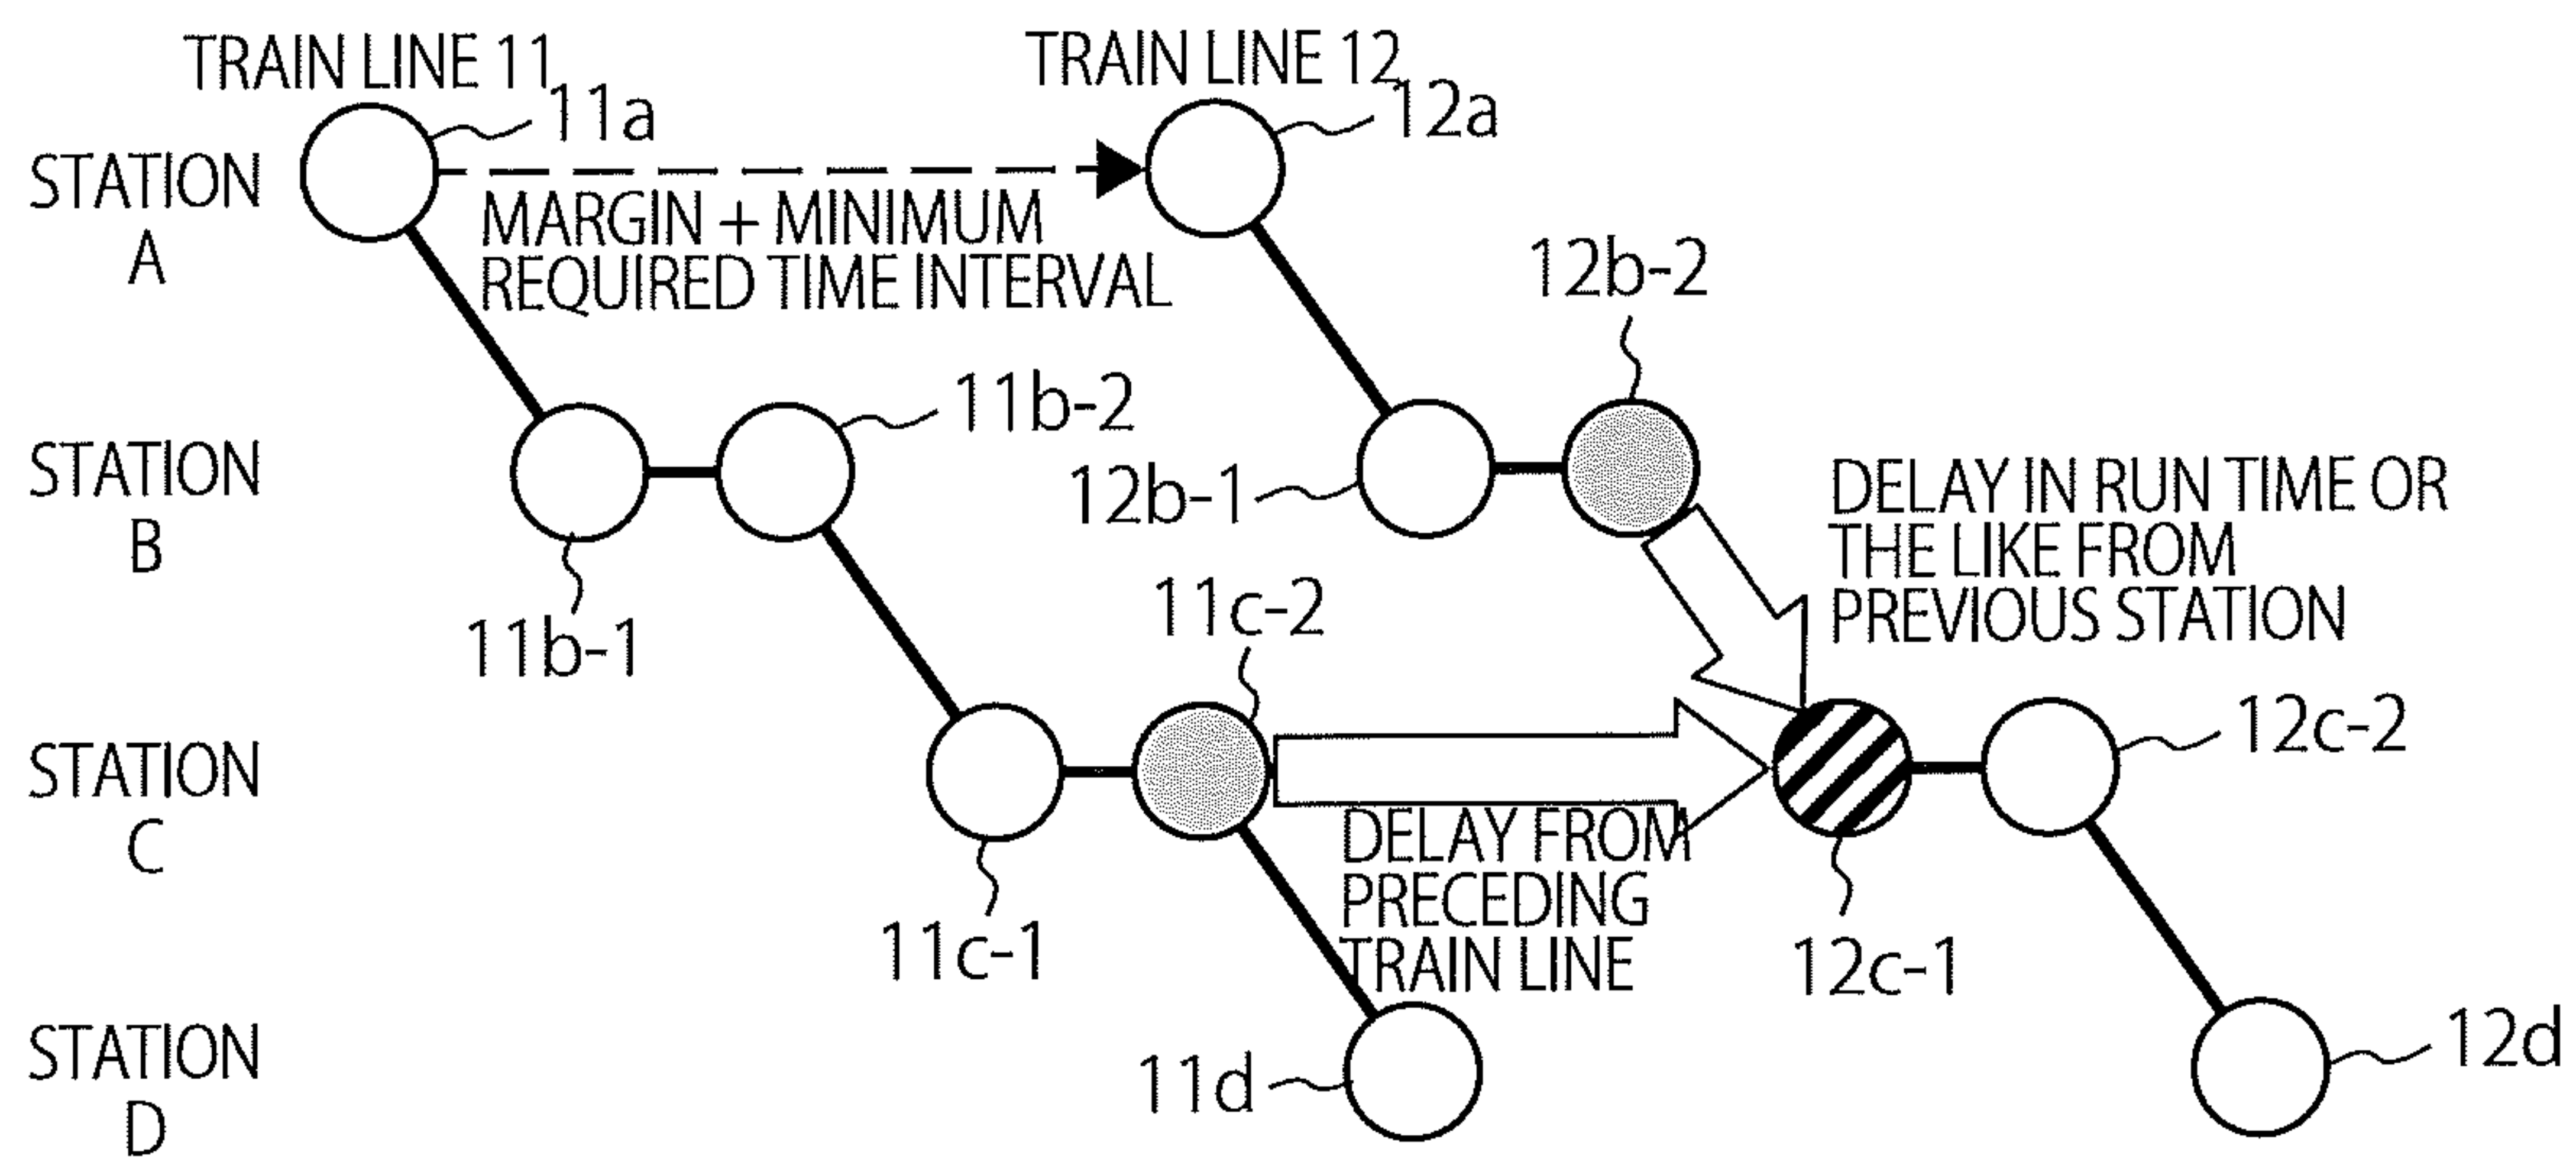 TRAIN LINE 11
11a
TRAIN LINE 12
12a
STATION
A
MARGIN + MINIMUM
REQUIRED TIME INTERVAL
12b-2
11b-2
STATION
B
12b-1
DELAY IN RUN TIME OR
THE LIKE FROM
PREVIOUS STATION
11b-1
11c-2
12c-2
STATION
C
DELAY FROM
PRECEDING
TRAIN LINE
11c-1
12c-1
STATION
D
11d
12d